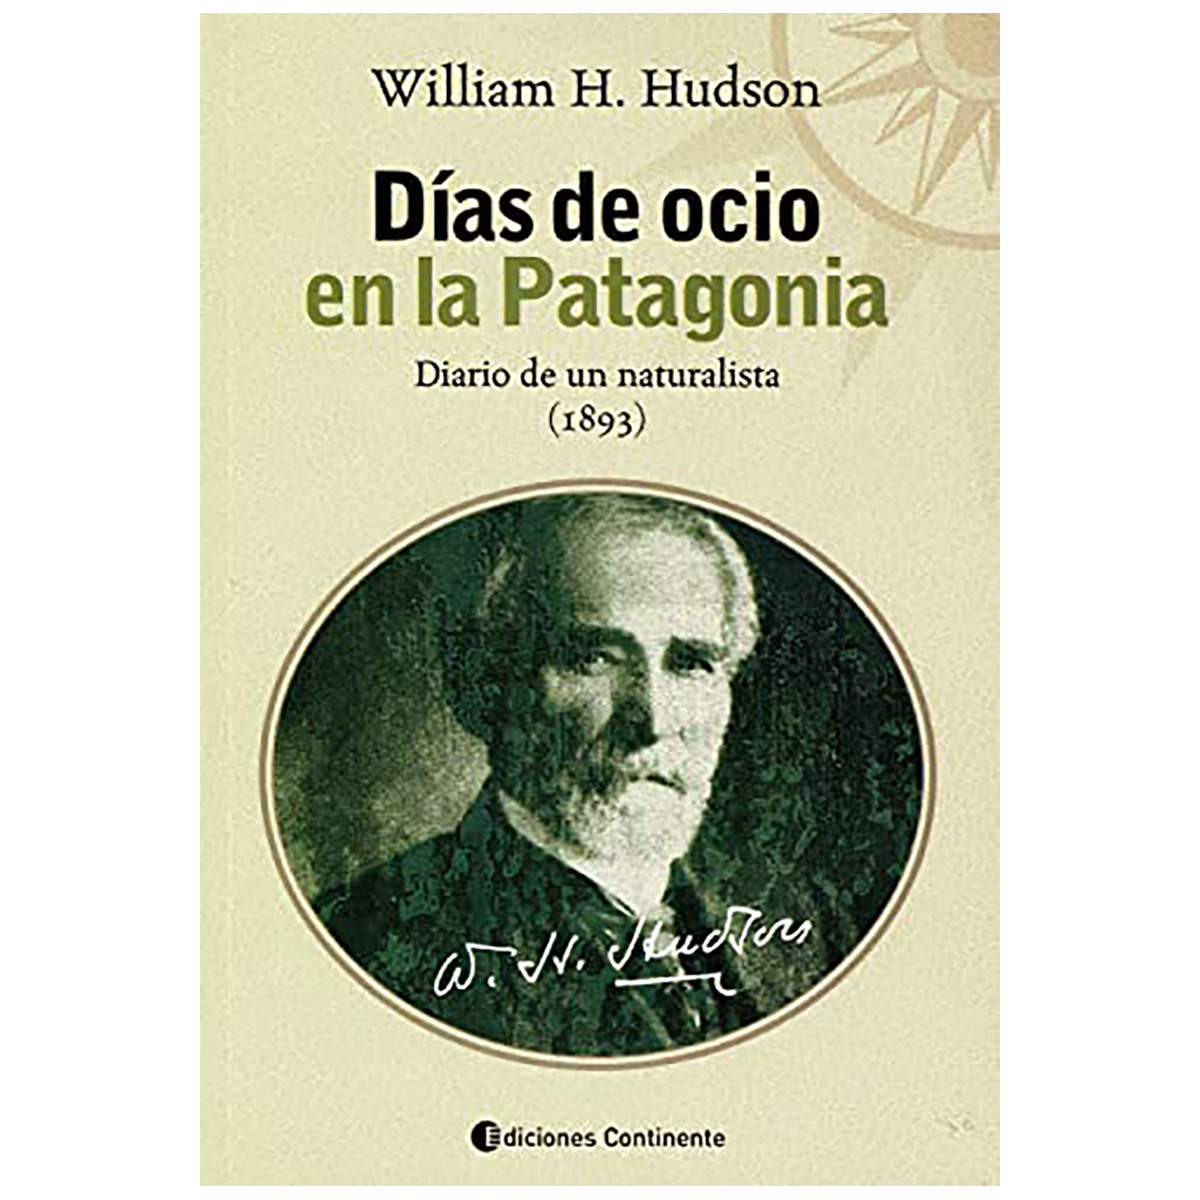 William H. Hudson
Días de ocio
en la Patagonia
Diario de un naturalista
(1893)
W. H. Hudson
Ediciones Continente